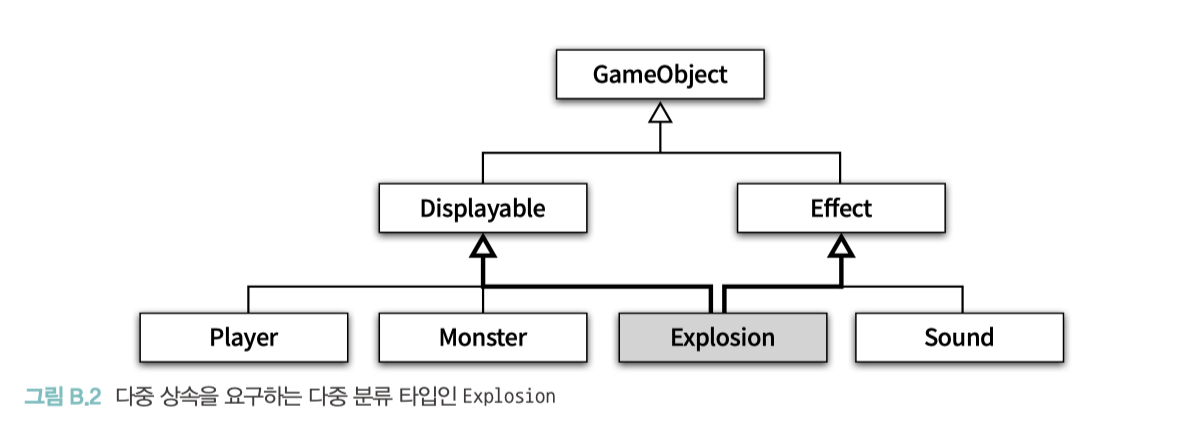 GameObject
Displayable
Effect
Player
Monster
Explosion
Sound
그림 B.2 다중 상속을 요구하는 다중 분류 타입인 Explosion